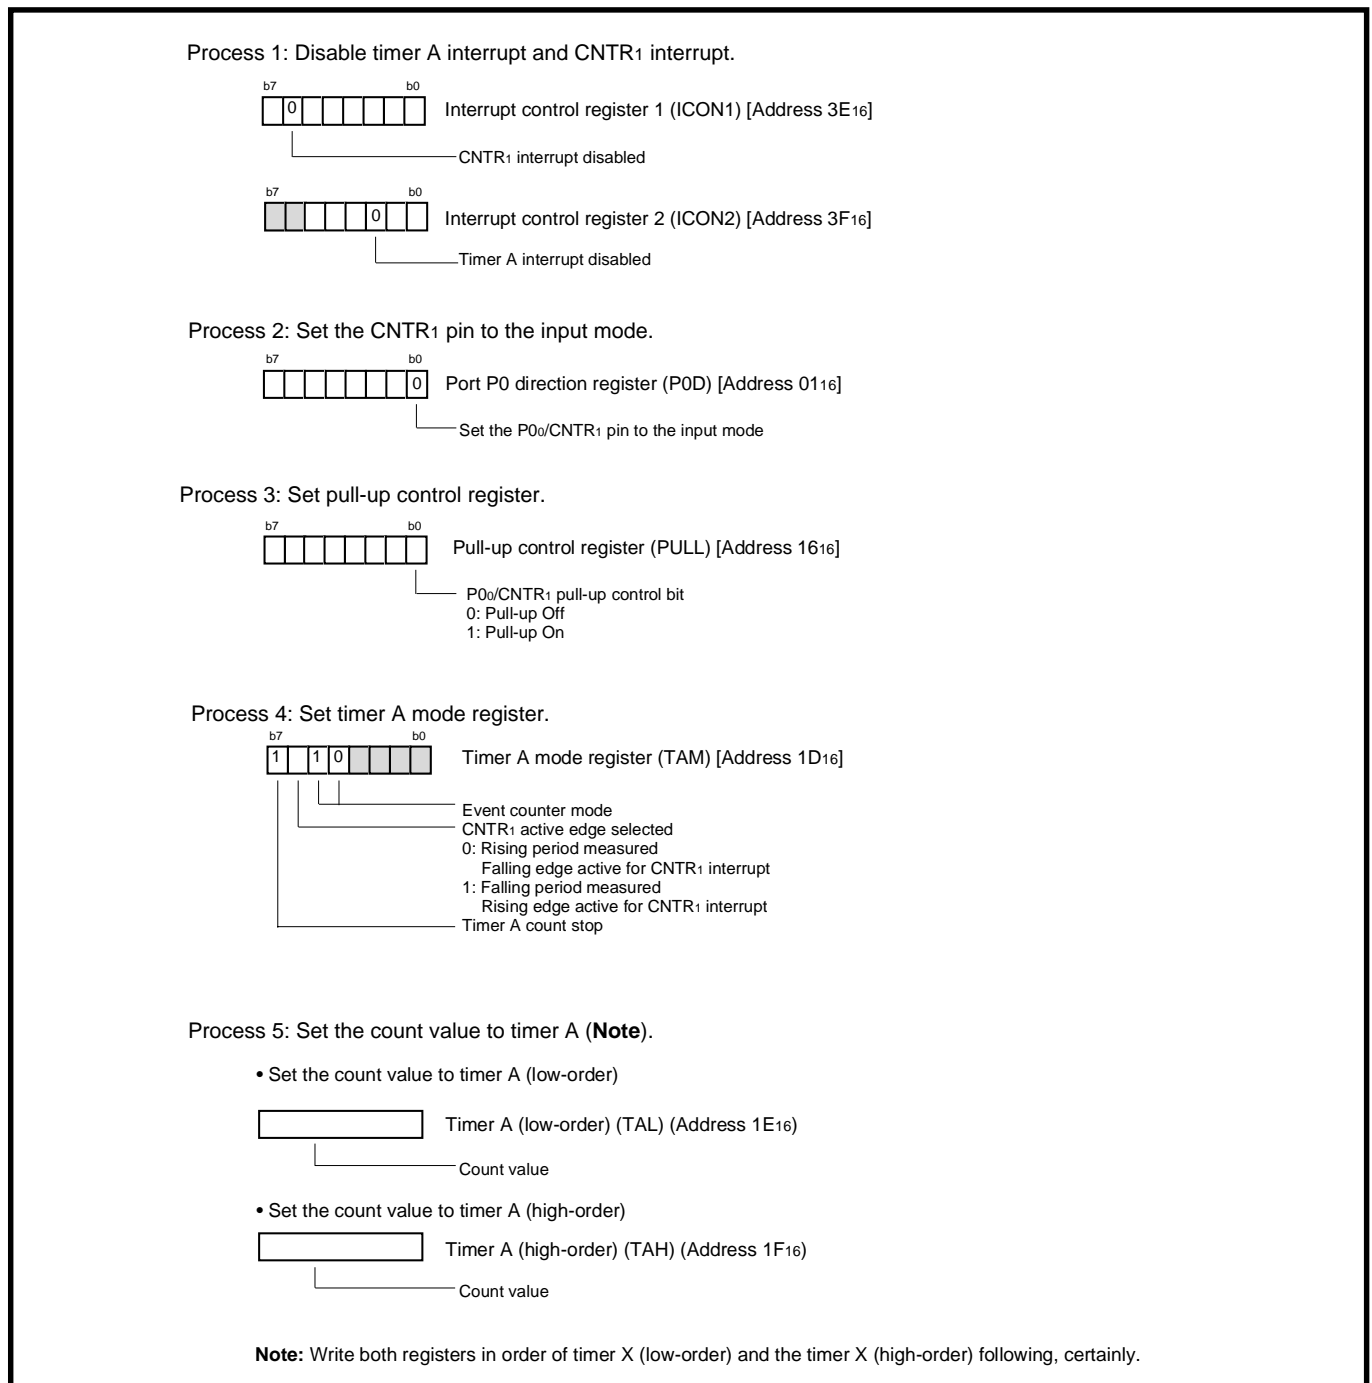 Process 1: Disable timer A interrupt and CNTR1 interrupt.
b7 b0
0 Interrupt control register 1 (ICON1) [Address 3E16]
CNTR1 interrupt disabled
b7 b0
0 Interrupt control register 2 (ICON2) [Address 3F16]
Timer A interrupt disabled
Process 2: Set the CNTR1 pin to the input mode.
b7 b0
0 Port P0 direction register (P0D) [Address 0116]
Set the P00/CNTR1 pin to the input mode
Process 3: Set pull-up control register.
b7 b0
Pull-up control register (PULL) [Address 1616]
P00/CNTR1 pull-up control bit
0: Pull-up Off
1: Pull-up On
Process 4: Set timer A mode register.
b7 b0
1 1 0 Timer A mode register (TAM) [Address 1D16]
Event counter mode
CNTR1 active edge selected
0: Rising period measured
Falling edge active for CNTR1 interrupt
1: Falling period measured
Rising edge active for CNTR1 interrupt
Timer A count stop
Process 5: Set the count value to timer A (Note).
• Set the count value to timer A (low-order)
Timer A (low-order) (TAL) (Address 1E16)
Count value
• Set the count value to timer A (high-order)
Timer A (high-order) (TAH) (Address 1F16)
Count value
Note: Write both registers in order of timer X (low-order) and the timer X (high-order) following, certainly.